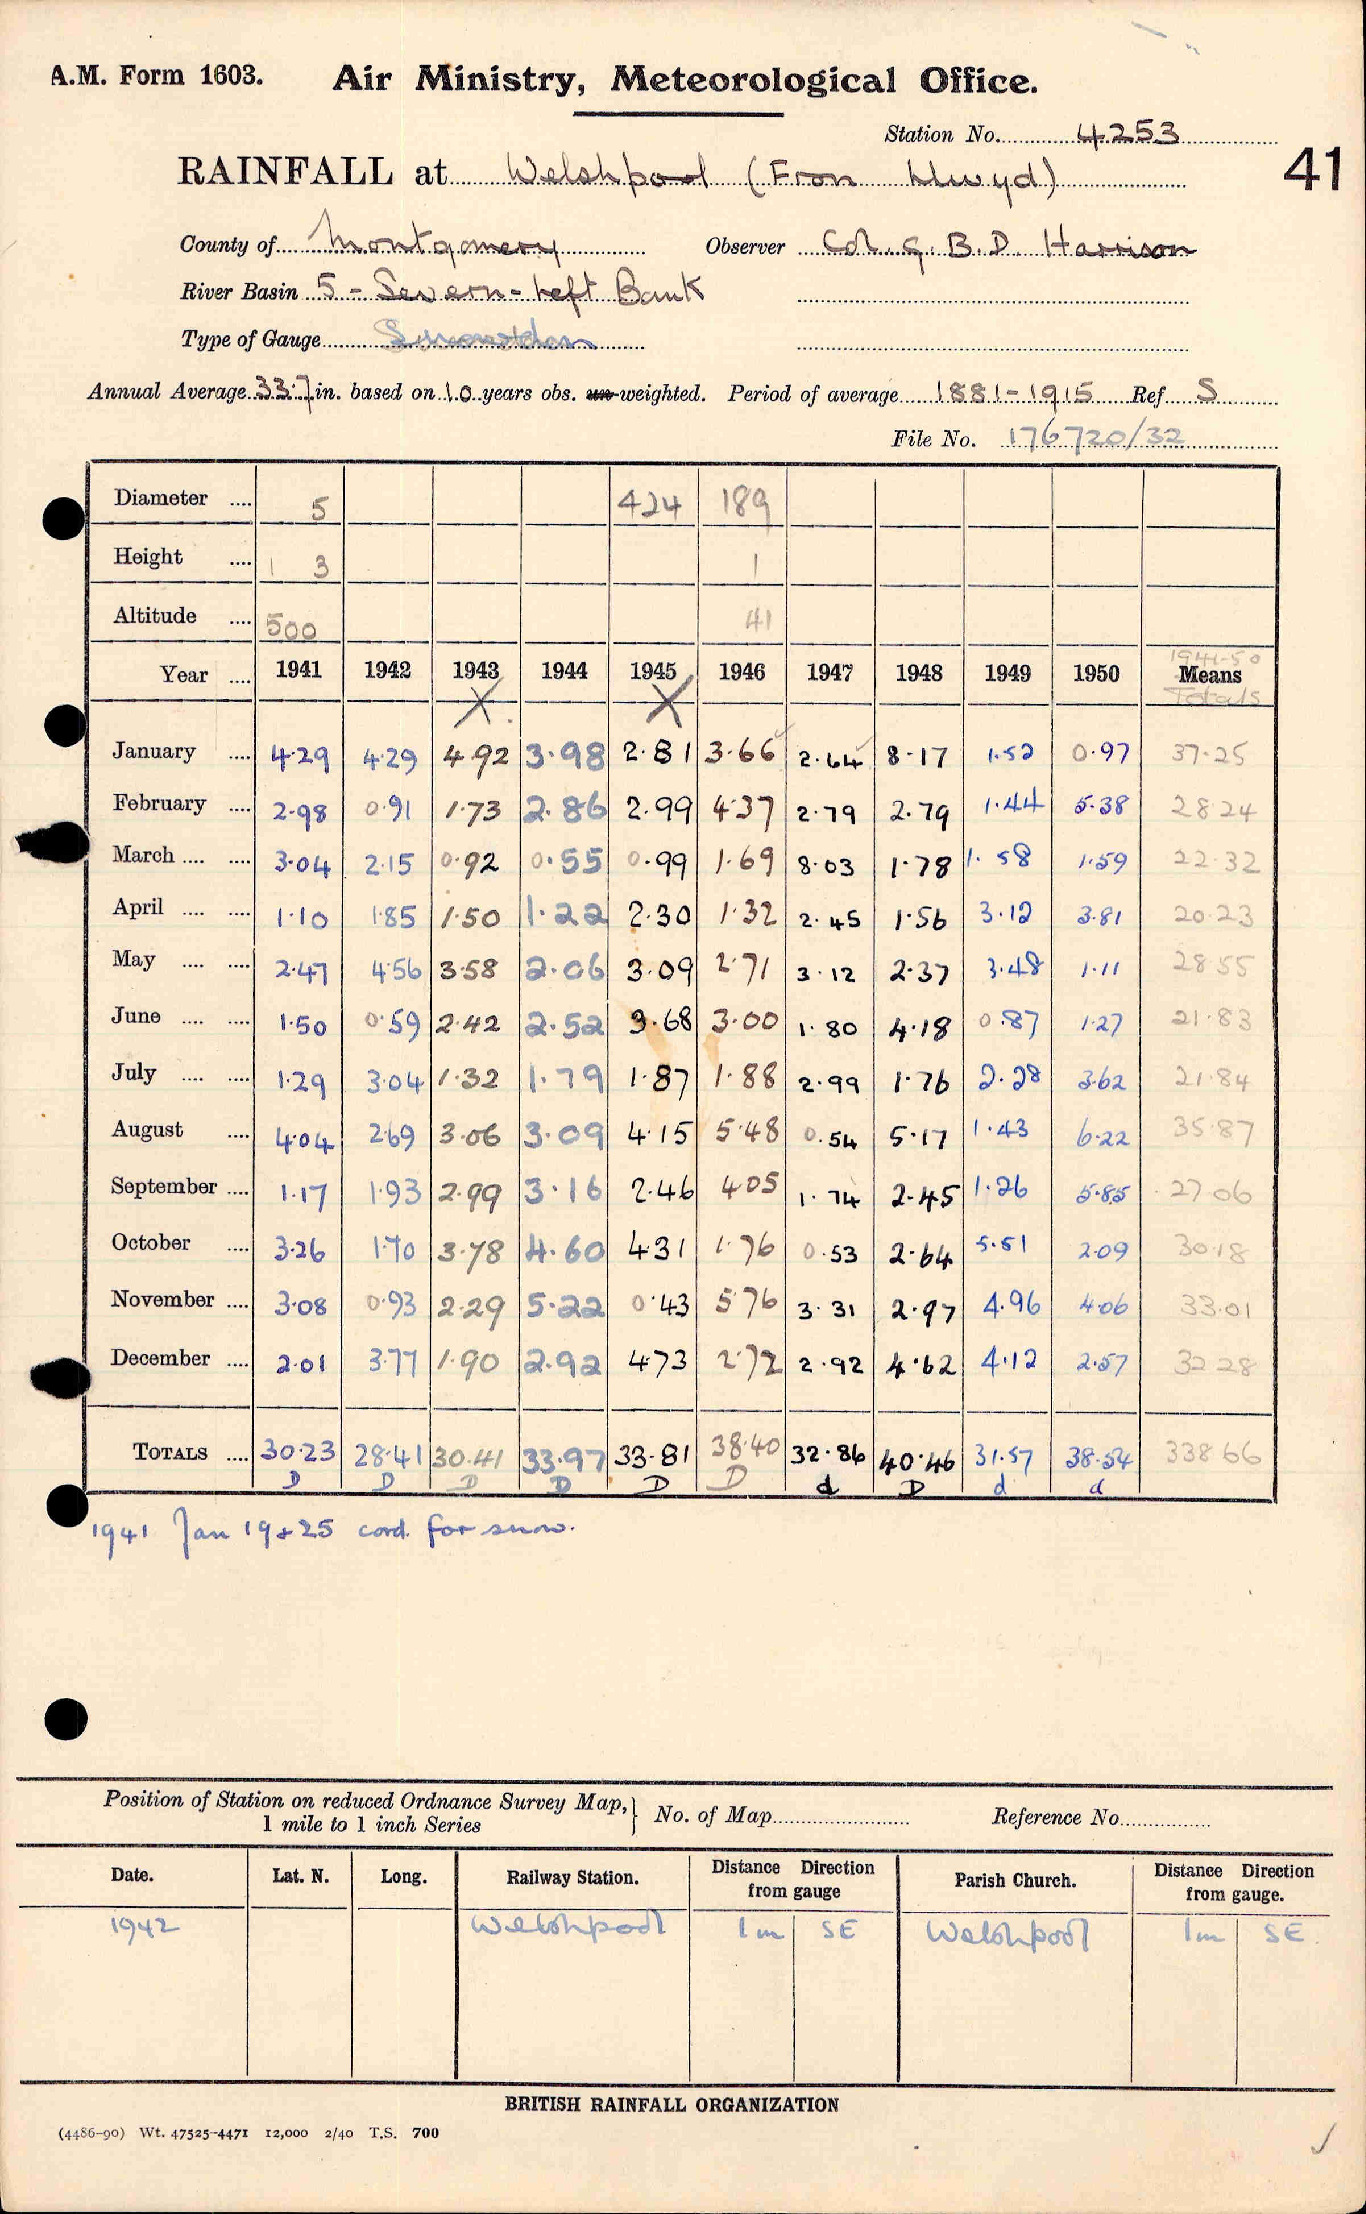 A.M. Form 1603. Air Ministry, Meteorological Office.
Station No. 4253
41
RAINFALL at Welshpool (Fron Llwyd)
County of Montgomery Observer Col. G. B. D. Harrison
River Basin 5 - Severn - Left Bank
Type of Gauge Snowdon
Annual Average 33.7 in. based on 10 years obs. un-weighted. Period of average 1881-1915 Ref S
File No. 176720/32
Diameter .... 5 424 189
Height .... 1 3 1
Altitude .... 500 41
1941-50
Year .... 1941 1942 1943 1944 1945 1946 1947 1948 1949 1950 Means
Totals
X X
January .... 4.29 4.29 4.92 3.98 2.81 3.66 2.64 8.17 1.52 0.97 37.25
February .... 2.98 0.91 1.73 2.86 2.99 4.37 2.79 2.79 1.44 5.38 28.24
March .... .... 3.04 2.15 0.92 0.55 0.99 1.69 8.03 1.78 1.58 1.59 22.32
April .... .... 1.10 1.85 1.50 1.22 2.30 1.32 2.45 1.56 3.12 3.81 20.23
May .... .... 2.47 4.56 3.58 2.06 3.09 2.71 3.12 2.37 3.48 1.11 28.55
June .... .... 1.50 0.59 2.42 2.52 3.68 3.00 1.80 4.18 0.87 1.27 21.83
July .... .... 1.29 3.04 1.32 1.79 1.87 1.88 2.99 1.76 2.28 3.62 21.84
August .... 4.04 2.69 3.06 3.09 4.15 5.48 0.54 5.17 1.43 6.22 35.87
September .... 1.17 1.93 2.99 3.16 2.46 4.05 1.74 2.45 1.26 5.85 27.06
October .... 3.26 1.70 3.78 4.60 4.31 1.76 0.53 2.64 5.51 2.09 30.18
November .... 3.08 0.93 2.29 5.22 0.43 5.76 3.31 2.97 4.96 4.06 33.01
December .... 2.01 3.77 1.90 2.92 4.73 2.72 2.92 4.62 4.12 2.57 32.28
TOTALS .... 30.23 28.41 30.41 33.97 33.81 38.40 32.86 40.46 31.57 38.54 338.66
D D D D D D d D d d
1941 Jan 19 & 25 cord. for snow.
Position of Station on reduced Ordnance Survey Map, 1 mile to 1 inch Series } No. of Map Reference No.
Date. Lat. N. Long. Railway Station. Distance Direction from gauge Parish Church. Distance Direction from gauge.
1942 Welshpool 1m SE Welshpool 1m SE.
BRITISH RAINFALL ORGANIZATION
(4486-90) Wt. 47525-4471 12,000 2/40 T.S. 700